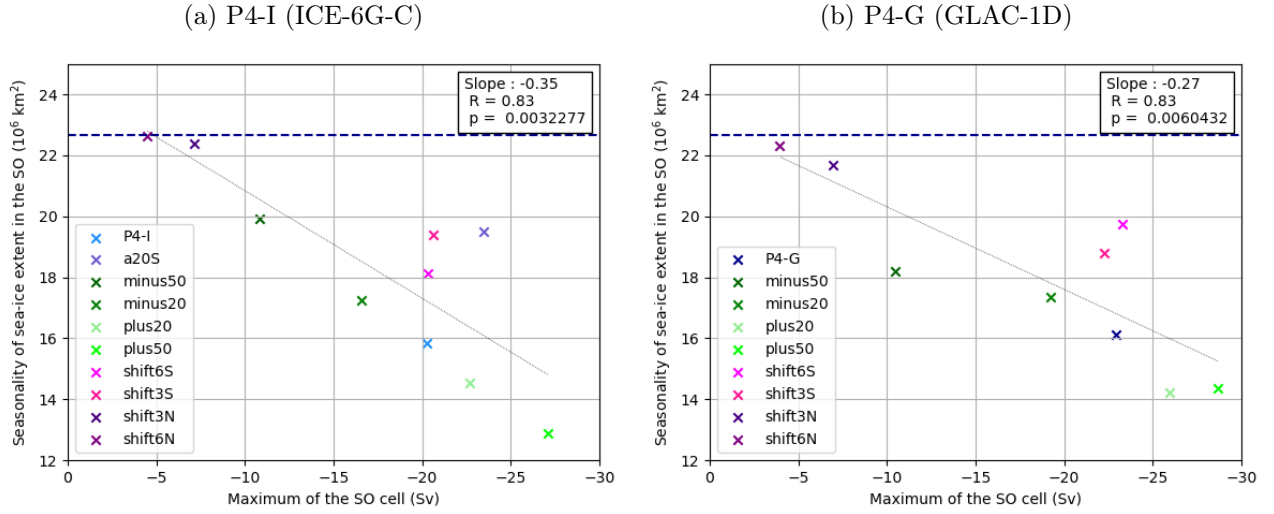 (a) P4-I (ICE-6G-C)
Seasonality of sea-ice extent in the SO (10⁶ km²)
24
22
20
18
16
14
12
Slope : -0.35
R = 0.83
p = 0.0032277
P4-I
a20S
minus50
minus20
plus20
plus50
shift6S
shift3S
shift3N
shift6N
0 −5 −10 −15 −20 −25 −30
Maximum of the SO cell (Sv)
(b) P4-G (GLAC-1D)
Seasonality of sea-ice extent in the SO (10⁶ km²)
24
22
20
18
16
14
12
Slope : -0.27
R = 0.83
p = 0.0060432
P4-G
minus50
minus20
plus20
plus50
shift6S
shift3S
shift3N
shift6N
0 −5 −10 −15 −20 −25 −30
Maximum of the SO cell (Sv)